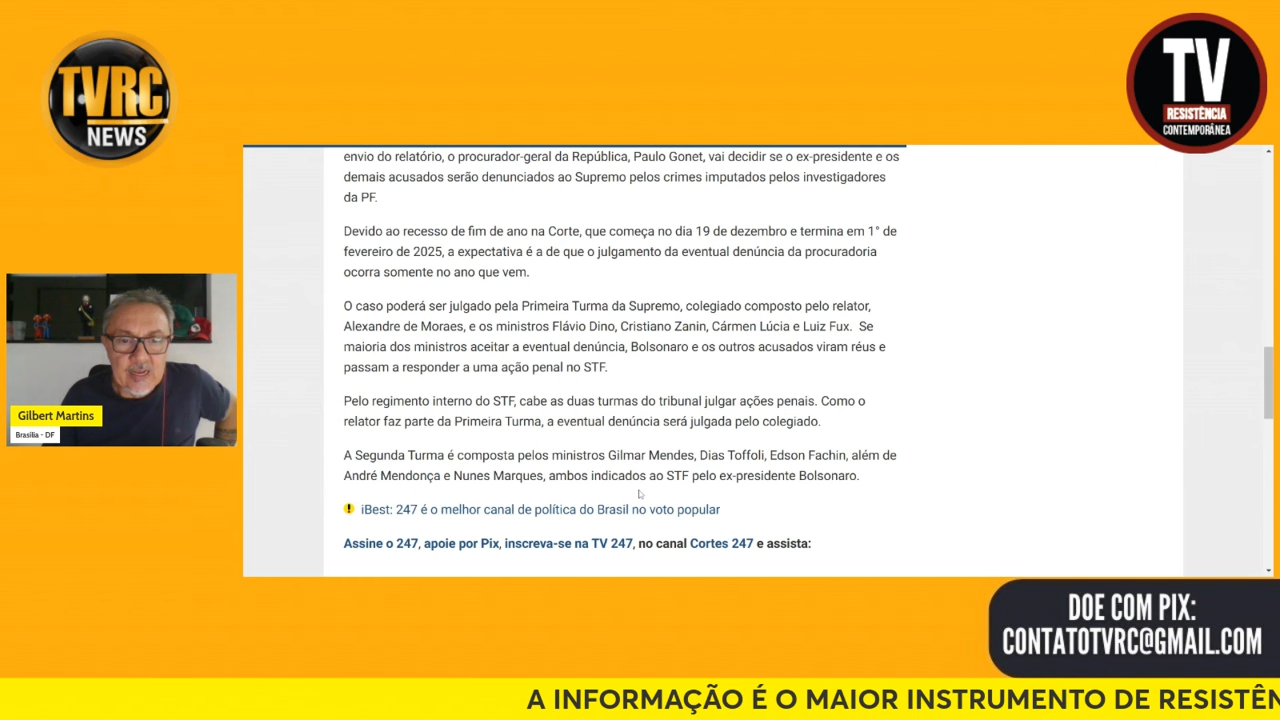 TVRC
NEWS
TV
RESISTÊNCIA
CONTEMPORÂNEA
envio do relatório, o procurador-geral da República, Paulo Gonet, vai decidir se o ex-presidente e os
demais acusados serão denunciados ao Supremo pelos crimes imputados pelos investigadores
da PF.
Devido ao recesso de fim de ano na Corte, que começa no dia 19 de dezembro e termina em 1° de
fevereiro de 2025, a expectativa é a de que o julgamento da eventual denúncia da procuradoria
ocorra somente no ano que vem.
O caso poderá ser julgado pela Primeira Turma da Supremo, colegiado composto pelo relator,
Alexandre de Moraes, e os ministros Flávio Dino, Cristiano Zanin, Cármen Lúcia e Luiz Fux.  Se
maioria dos ministros aceitar a eventual denúncia, Bolsonaro e os outros acusados viram réus e
passam a responder a uma ação penal no STF.
Pelo regimento interno do STF, cabe as duas turmas do tribunal julgar ações penais. Como o
relator faz parte da Primeira Turma, a eventual denúncia será julgada pelo colegiado.
A Segunda Turma é composta pelos ministros Gilmar Mendes, Dias Toffoli, Edson Fachin, além de
André Mendonça e Nunes Marques, ambos indicados ao STF pelo ex-presidente Bolsonaro.
iBest: 247 é o melhor canal de política do Brasil no voto popular
Assine o 247, apoie por Pix, inscreva-se na TV 247, no canal Cortes 247 e assista:
Gilbert Martins
Brasília - DF
DOE COM PIX:
CONTATOTVRC@GMAIL.COM
A INFORMAÇÃO É O MAIOR INSTRUMENTO DE RESISTÊN